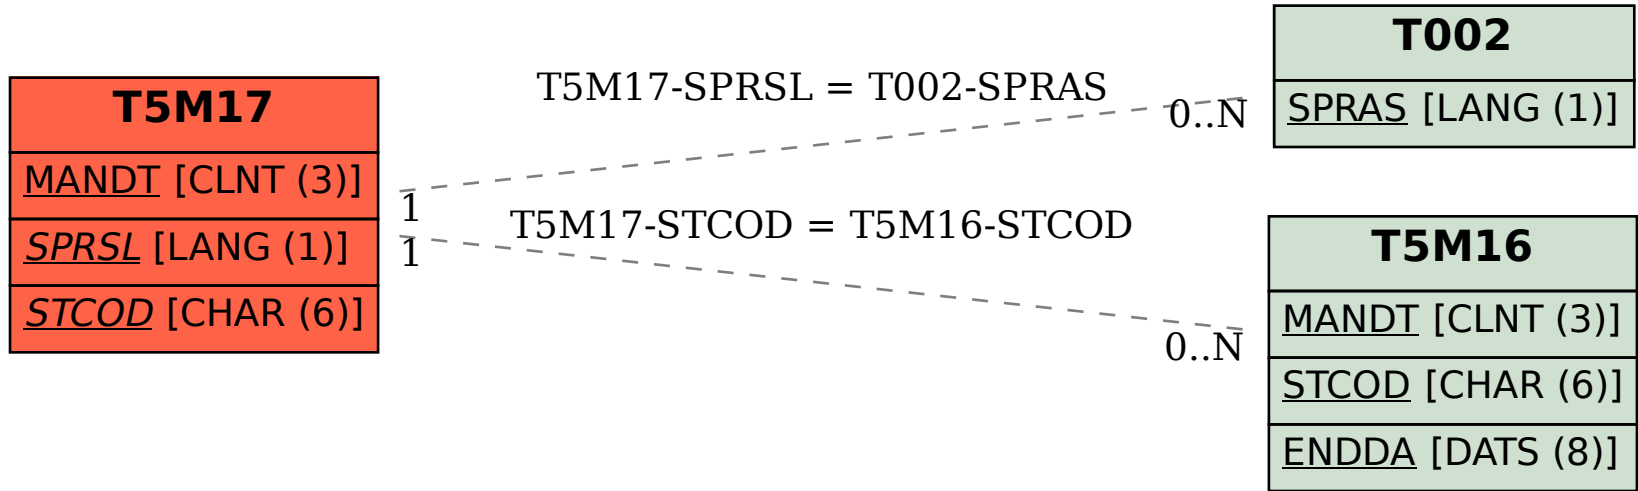 T5M17
MANDT [CLNT (3)]
SPRSL [LANG (1)]
STCOD [CHAR (6)]
T5M17-SPRSL = T002-SPRAS
1
0..N
T5M17-STCOD = T5M16-STCOD
1
0..N
T002
SPRAS [LANG (1)]
T5M16
MANDT [CLNT (3)]
STCOD [CHAR (6)]
ENDDA [DATS (8)]